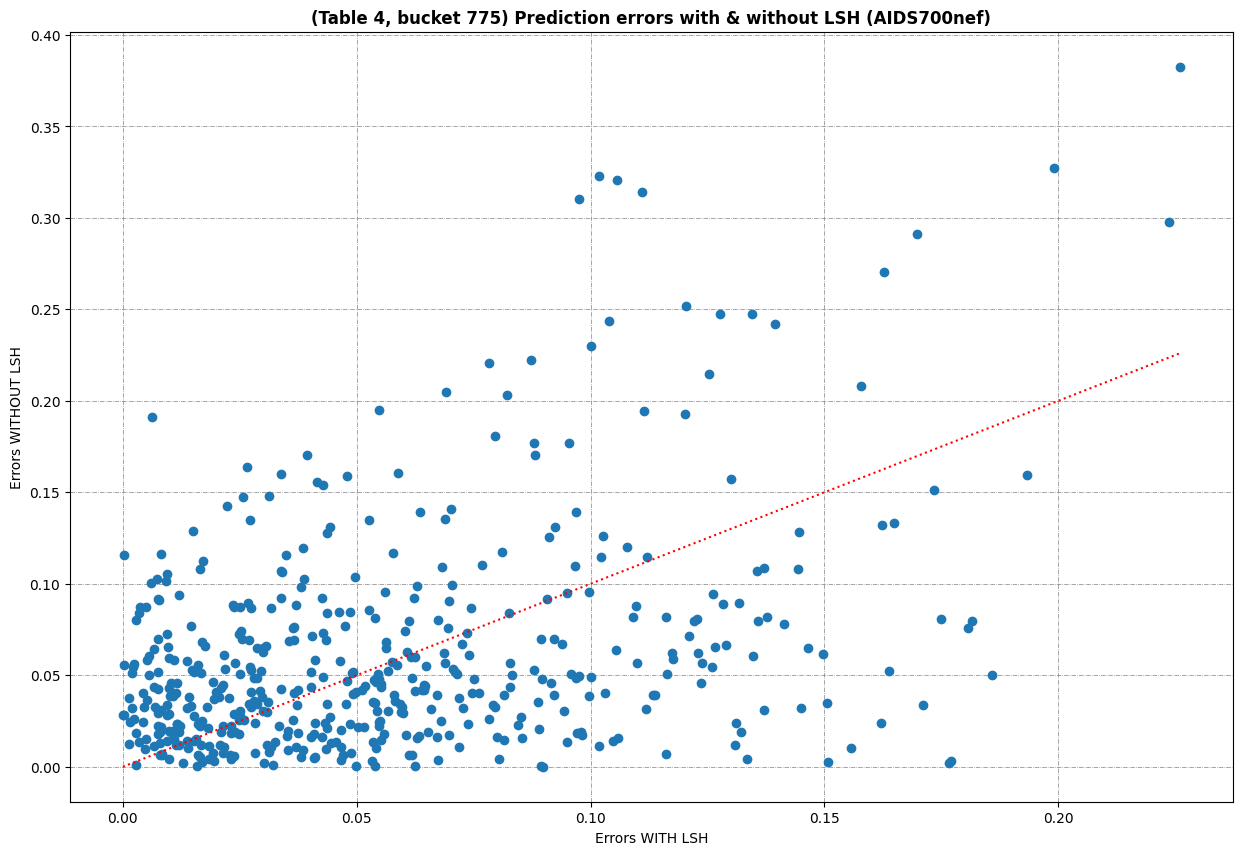 (Table 4, bucket 775) Prediction errors with & without LSH (AIDS700nef)
0.40
0.35
0.30
0.25
0.20
0.15
0.10
0.05
0.00
Errors WITHOUT LSH
0.00 0.05 0.10 0.15 0.20
Errors WITH LSH